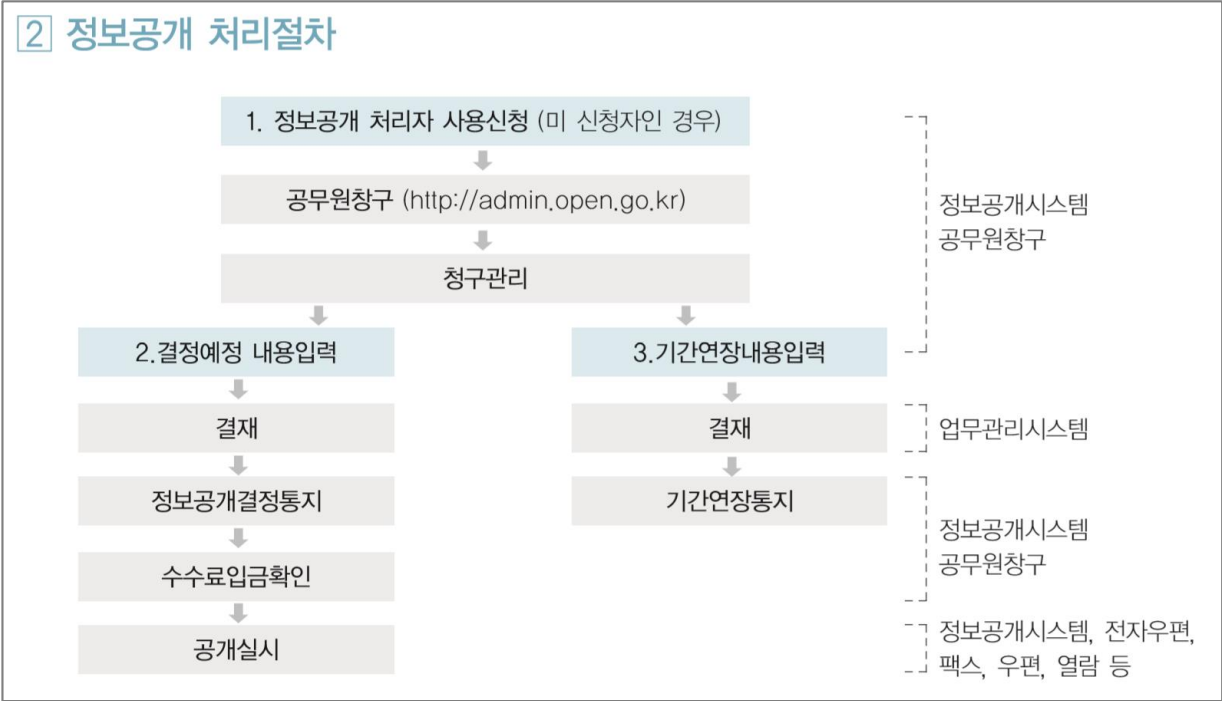 2 정보공개 처리절차
1. 정보공개 처리자 사용신청 (미 신청자인 경우)
공무원창구 (http://admin.open.go.kr)
청구관리
정보공개시스템
공무원창구
2.결정예정 내용입력
3.기간연장내용입력
결재
결재
업무관리시스템
정보공개결정통지
기간연장통지
수수료입금확인
정보공개시스템
공무원창구
공개실시
정보공개시스템, 전자우편,
팩스, 우편, 열람 등